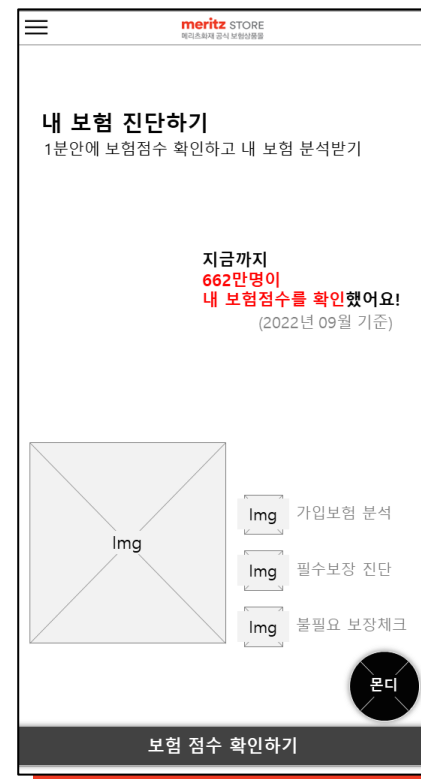 meritz STORE
메리츠화재 공식 보험상품몰
내 보험 진단하기
1분안에 보험점수 확인하고 내 보험 분석받기
지금까지
662만명이
내 보험점수를 확인했어요!
(2022년 09월 기준)
Img
Img 가입보험 분석
Img 필수보장 진단
Img 불필요 보장체크
몬디
보험 점수 확인하기